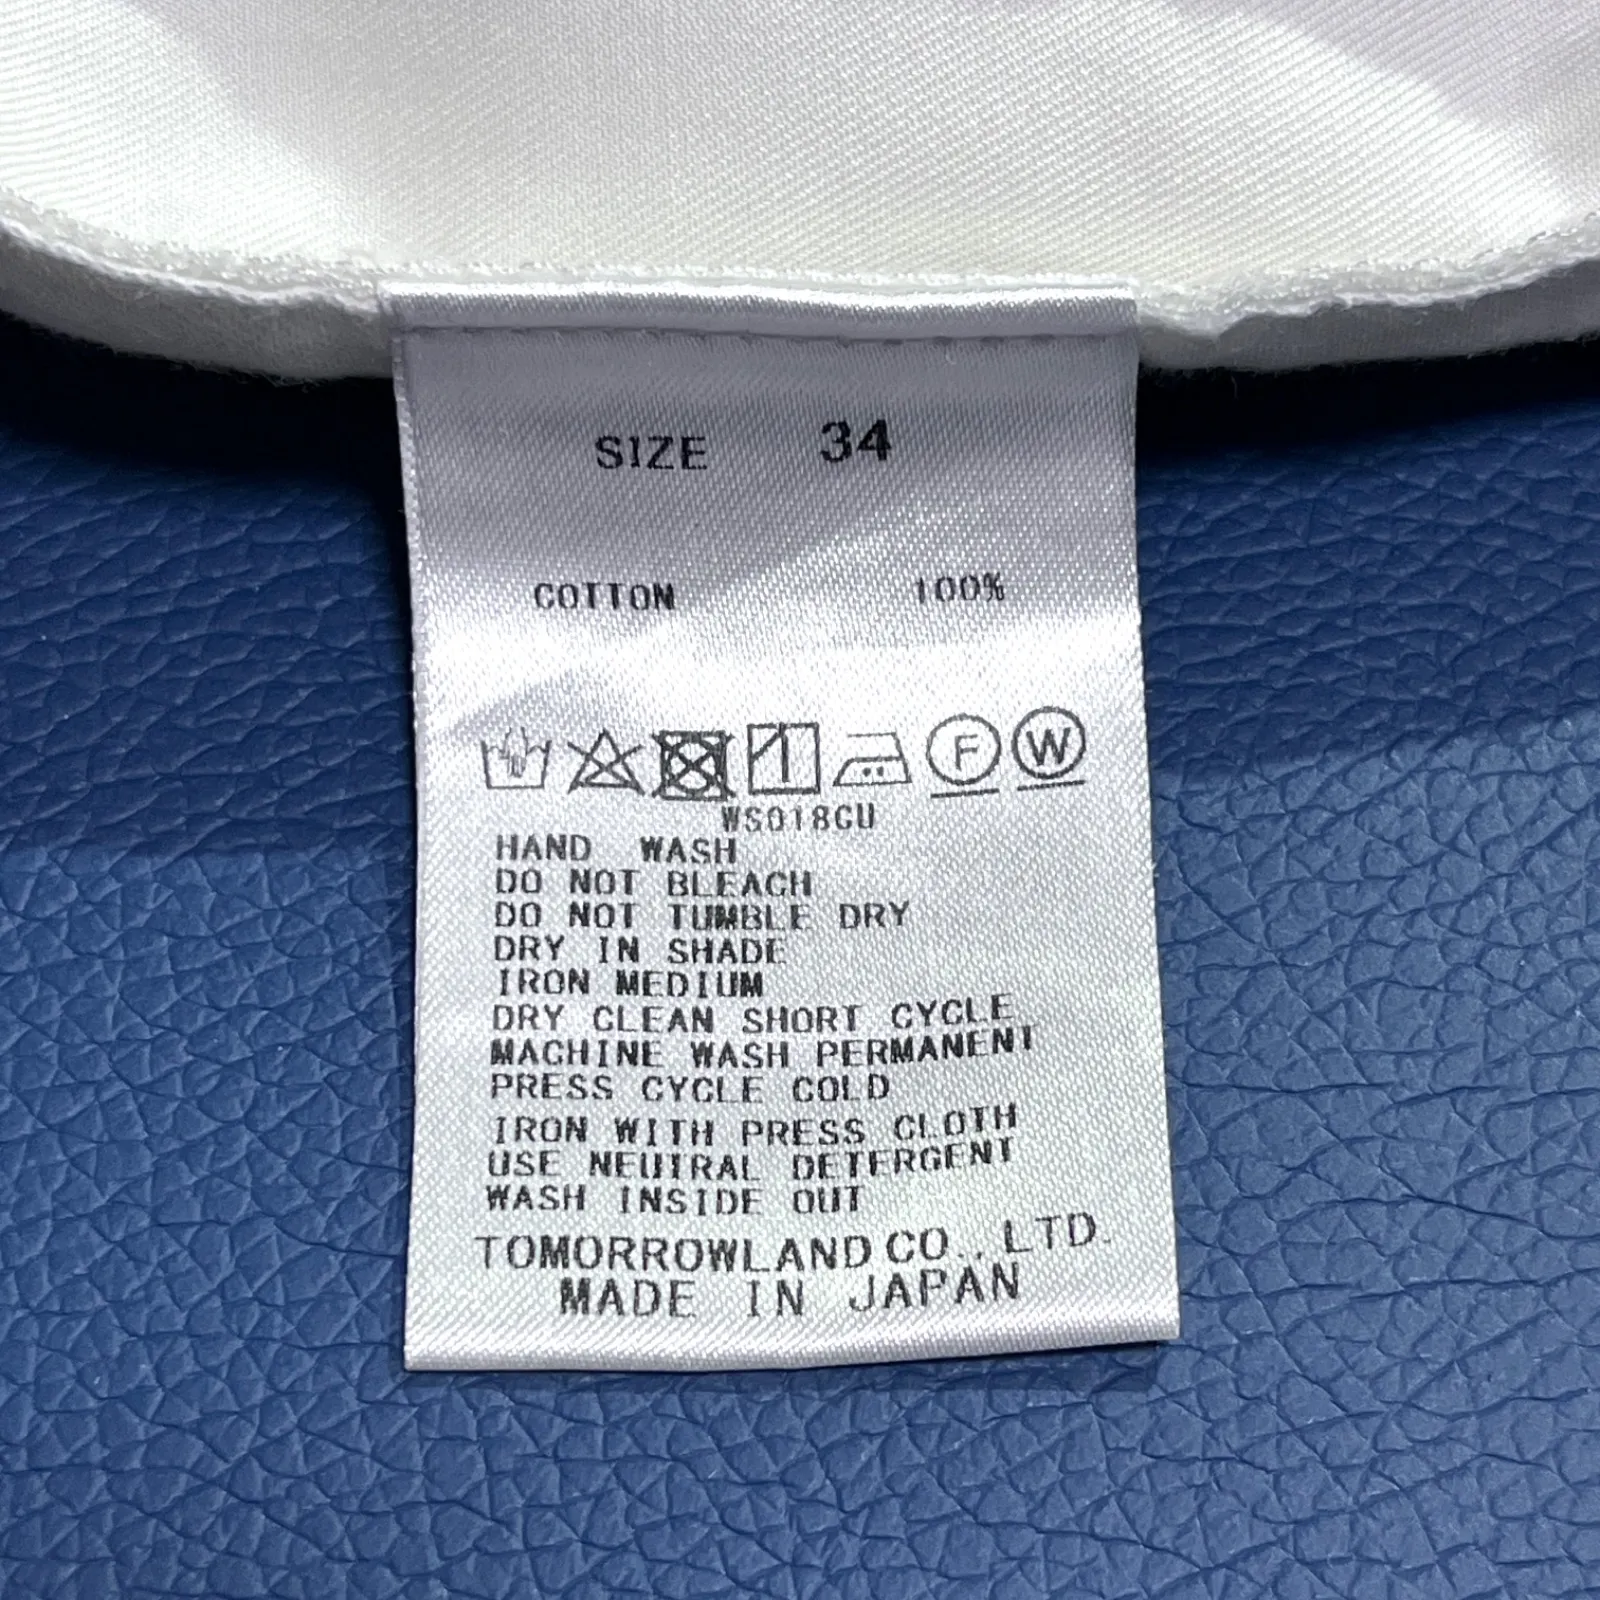 SIZE 34
COTTON 100%
F W
WS018CU
HAND WASH
DO NOT BLEACH
DO NOT TUMBLE DRY
DRY IN SHADE
IRON MEDIUM
DRY CLEAN SHORT CYCLE
MACHINE WASH PERMANENT
PRESS CYCLE COLD
IRON WITH PRESS CLOTH
USE NEUTRAL DETERGENT
WASH INSIDE OUT
TOMORROWLAND CO., LTD.
MADE IN JAPAN